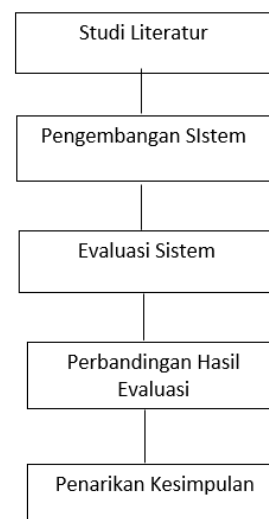 Studi Literatur
Pengembangan SIstem
Evaluasi Sistem
Perbandingan Hasil
Evaluasi
Penarikan Kesimpulan